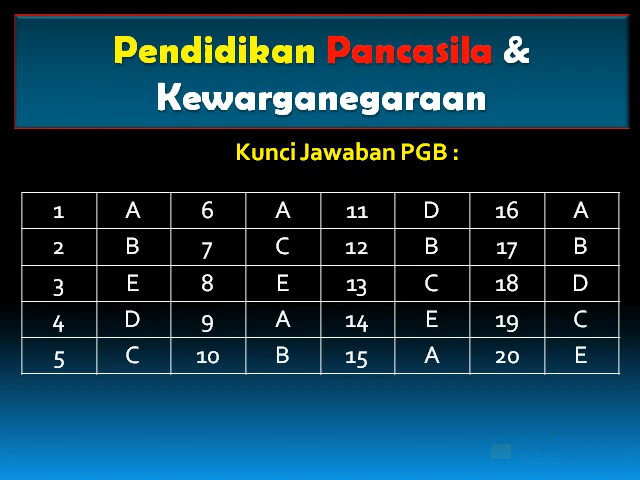 Pendidikan Pancasila &
Kewarganegaraan
Kunci Jawaban PGB :
1 A 6 A 11 D 16 A
2 B 7 C 12 B 17 B
3 E 8 E 13 C 18 D
4 D 9 A 14 E 19 C
5 C 10 B 15 A 20 E